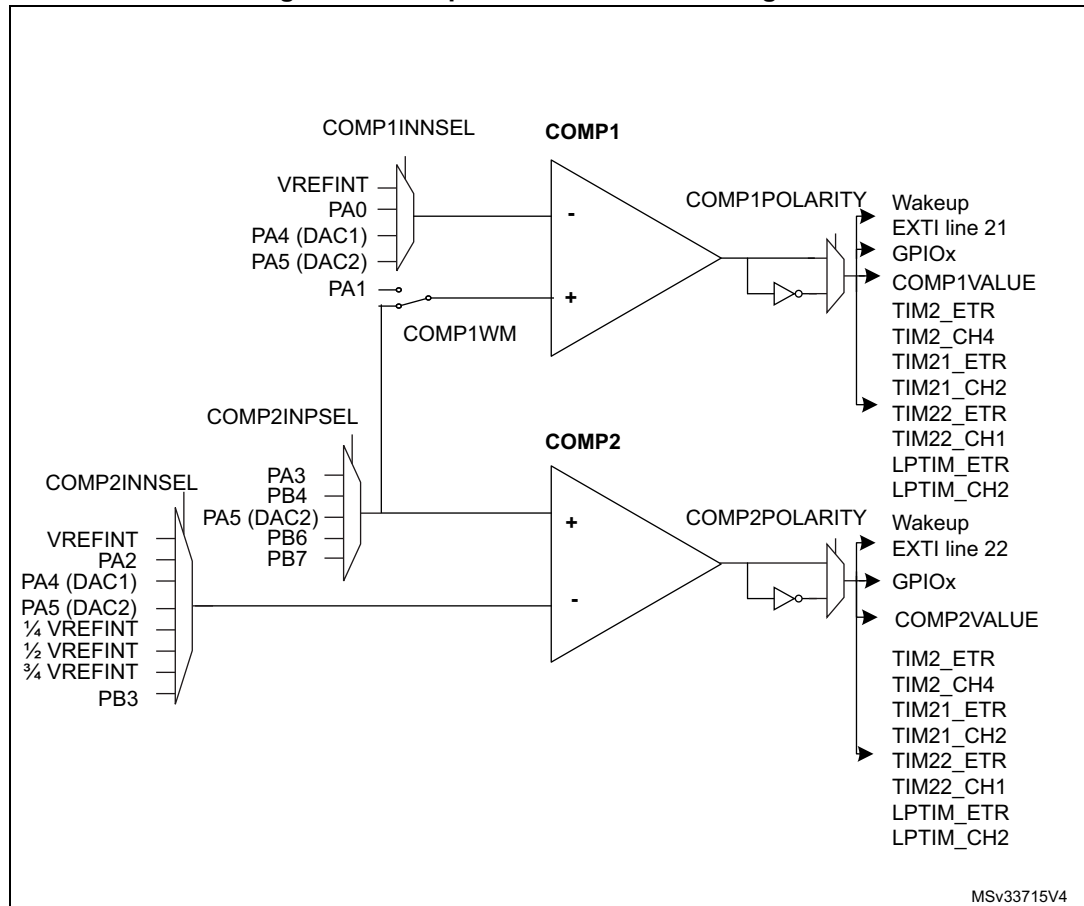 COMP1INNSEL
COMP1
VREFINT
PA0
PA4 (DAC1)
PA5 (DAC2)
PA1
-
+
COMP1WM
COMP1POLARITY
Wakeup
EXTI line 21
GPIOx
COMP1VALUE
TIM2_ETR
TIM2_CH4
TIM21_ETR
TIM21_CH2
TIM22_ETR
TIM22_CH1
LPTIM_ETR
LPTIM_CH2
COMP2INPSEL
COMP2
PA3
PB4
PA5 (DAC2)
PB6
PB7
COMP2INNSEL
VREFINT
PA2
PA4 (DAC1)
PA5 (DAC2)
¼ VREFINT
½ VREFINT
¾ VREFINT
PB3
+
-
COMP2POLARITY
Wakeup
EXTI line 22
GPIOx
COMP2VALUE
TIM2_ETR
TIM2_CH4
TIM21_ETR
TIM21_CH2
TIM22_ETR
TIM22_CH1
LPTIM_ETR
LPTIM_CH2
MSv33715V4